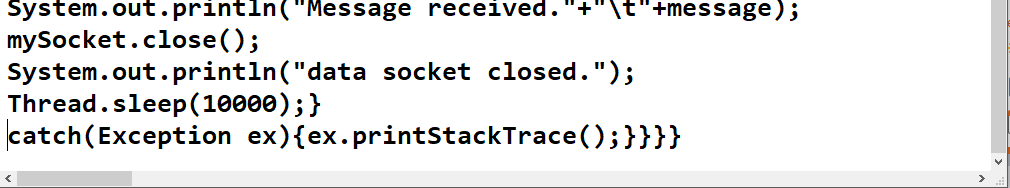 System.out.println("Message received."+"\t"+message);
mySocket.close();
System.out.println("data socket closed.");
Thread.sleep(10000);}
catch(Exception ex){ex.printStackTrace();}}}}